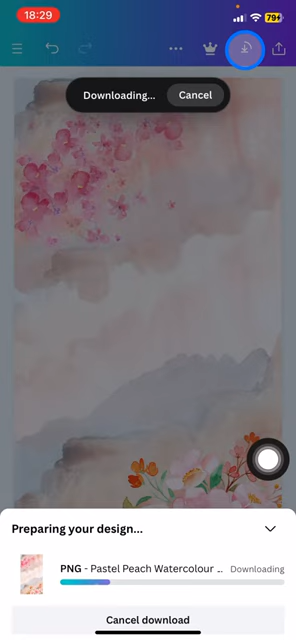 18:29
79
Downloading...
Cancel
Preparing your design...
PNG - Pastel Peach Watercolour ...
Downloading
Cancel download